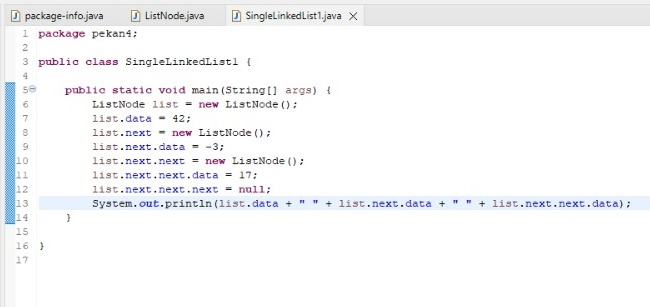 package-info.java ListNode.java SingleLinkedList1.java
1 package pekan4;
2
3 public class SingleLinkedList1 {
4
5 public static void main(String[] args) {
6 ListNode list = new ListNode();
7 list.data = 42;
8 list.next = new ListNode();
9 list.next.data = -3;
10 list.next.next = new ListNode();
11 list.next.next.data = 17;
12 list.next.next.next = null;
13 System.out.println(list.data + " " + list.next.data + " " + list.next.next.data);
14 }
15
16 }
17